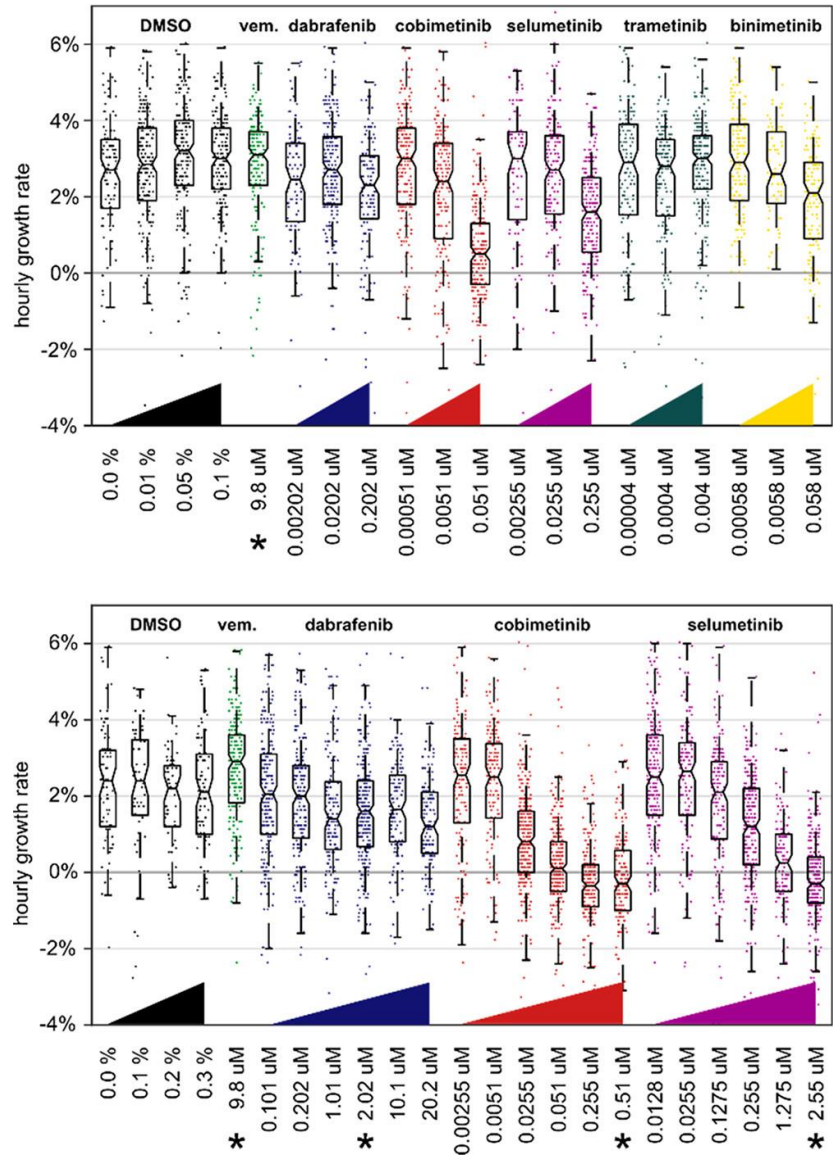 DMSO vem. dabrafenib cobimetinib selumetinib trametinib binimetinib
6%
4%
2%
0%
-2%
-4%
hourly growth rate
0.0 %
0.01 %
0.05 %
0.1 %
9.8 uM
*
0.00202 uM
0.0202 uM
0.202 uM
0.00051 uM
0.0051 uM
0.051 uM
0.00255 uM
0.0255 uM
0.255 uM
0.00004 uM
0.0004 uM
0.004 uM
0.00058 uM
0.0058 uM
0.058 uM
DMSO vem. dabrafenib cobimetinib selumetinib
6%
4%
2%
0%
-2%
-4%
hourly growth rate
0.0 %
0.1 %
0.2 %
0.3 %
9.8 uM
*
0.101 uM
0.202 uM
1.01 uM
2.02 uM
*
10.1 uM
20.2 uM
0.00255 uM
0.0051 uM
0.0255 uM
0.051 uM
0.255 uM
0.51 uM
*
0.0128 uM
0.0255 uM
0.1275 uM
0.255 uM
1.275 uM
2.55 uM
*